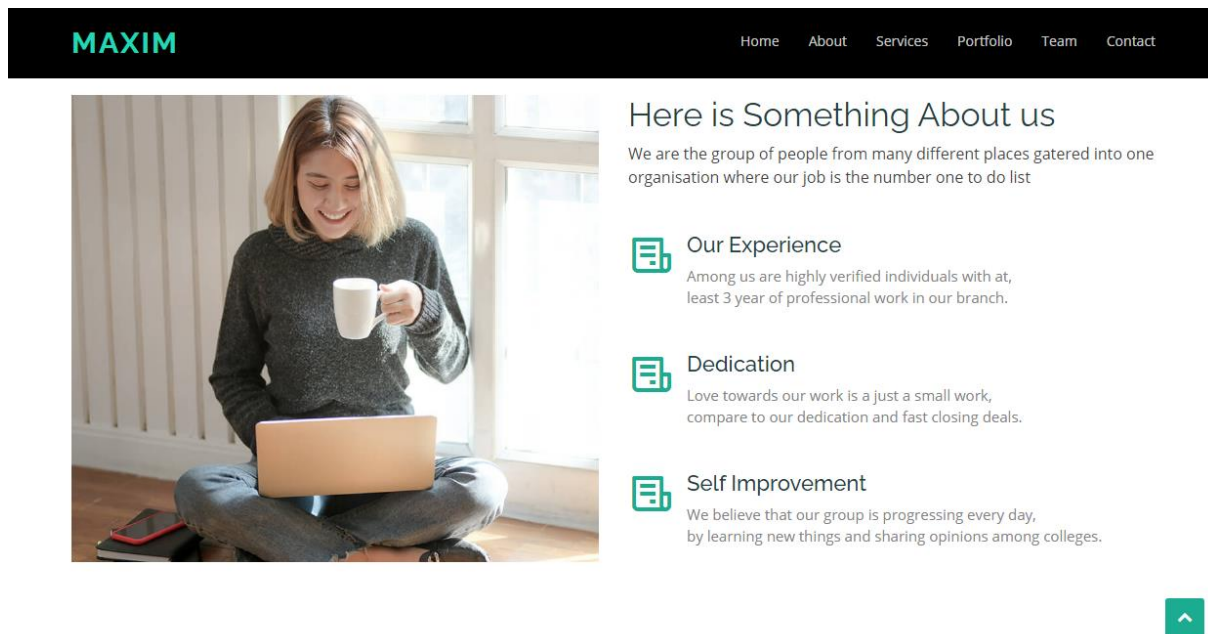 MAXIM
Home About Services Portfolio Team Contact
Here is Something About us
We are the group of people from many different places gatered into one
organisation where our job is the number one to do list
Our Experience
Among us are highly verified individuals with at,
least 3 year of professional work in our branch.
Dedication
Love towards our work is a just a small work,
compare to our dedication and fast closing deals.
Self Improvement
We believe that our group is progressing every day,
by learning new things and sharing opinions among colleges.